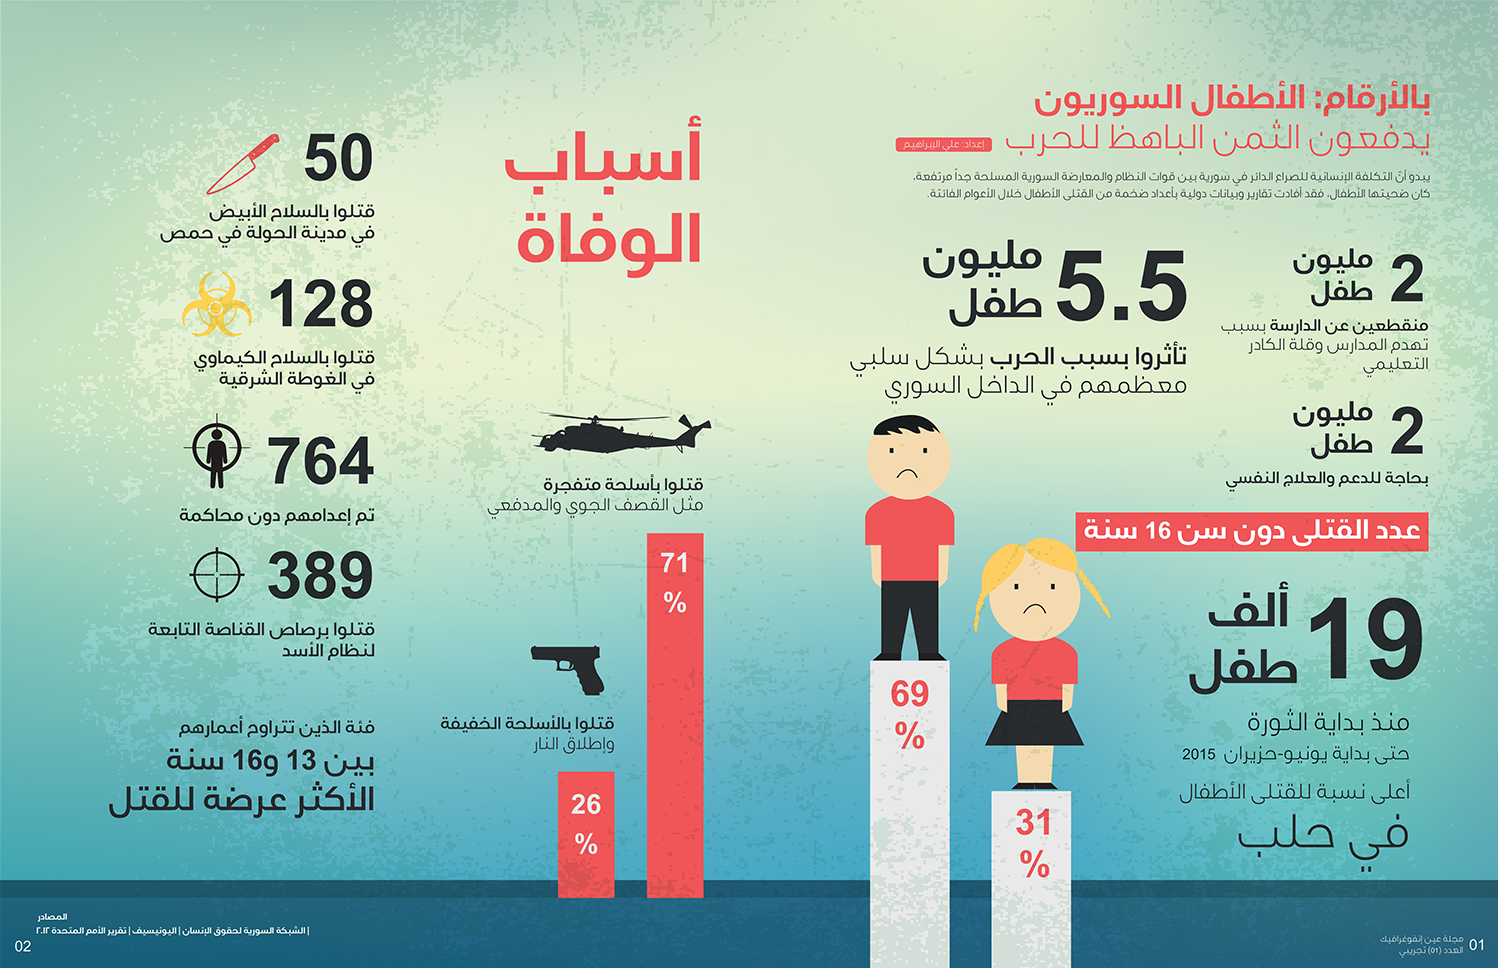 بالأرقام: الأطفال السوريون
يدفعون الثمن الباهظ للحرب
إعداد: علي الإبراهيم
يبدو أنّ التكلفة الإنسانية للصراع الدائر في سورية بين قوات النظام والمعارضة السورية المسلحة جداً مرتفعة،
كان ضحيتها الأطفال، فقد أفادت تقارير وبيانات دولية بأعداد ضخمة من القتلى الأطفال خلال الأعوام الفائتة.
2 مليون
طفل
منقطعين عن الدارسة بسبب
تهدم المدارس وقلة الكادر
التعليمي
2 مليون
طفل
بحاجة للدعم والعلاج النفسي
5.5 مليون
طفل
تأثروا بسبب الحرب بشكل سلبي
معظمهم في الداخل السوري
عدد القتلى دون سن 16 سنة
19 ألف
طفل
منذ بداية الثورة
حتى بداية يونيو-حزيران 2015
أعلى نسبة للقتلى الأطفال
في حلب
69
%
31
%
أسباب
الوفاة
قتلوا بأسلحة متفجرة
مثل القصف الجوي والمدفعي
71
%
قتلوا بالأسلحة الخفيفة
وإطلاق النار
26
%
50
قتلوا بالسلاح الأبيض
في مدينة الحولة في حمص
128
قتلوا بالسلاح الكيماوي
في الغوطة الشرقية
764
تم إعدامهم دون محاكمة
389
قتلوا برصاص القناصة التابعة
لنظام الأسد
فئة الذين تتراوح أعمارهم
بين 13 و16 سنة
الأكثر عرضة للقتل
المصادر
| الشبكة السورية لحقوق الإنسان | اليونيسيف | تقرير الأمم المتحدة ٢٠١٢
02
01
مجلة عين إنفوغرافيك
العدد (01) تجريبي